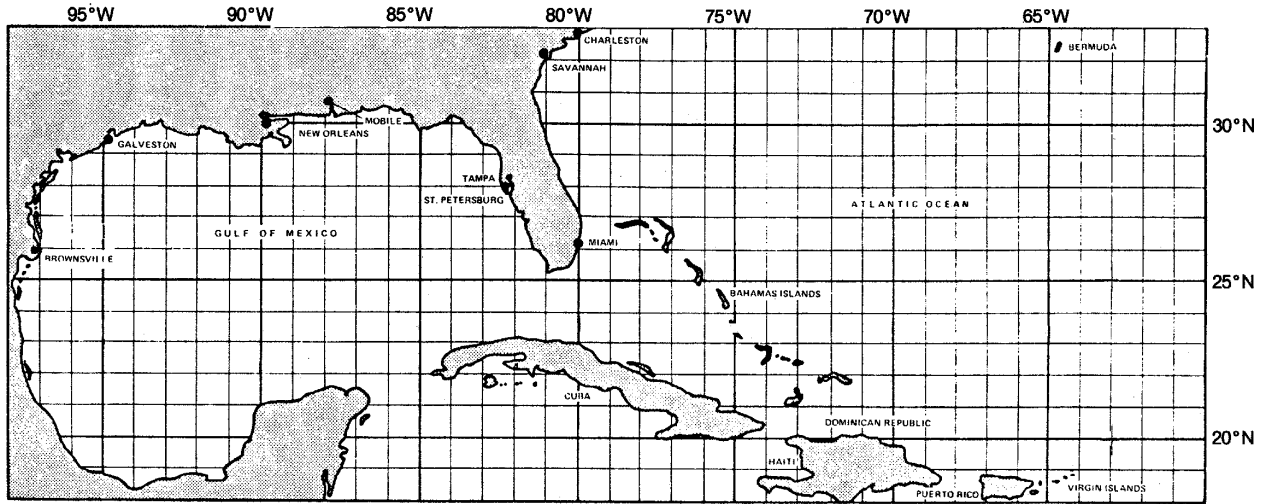 95°W 90°W 85°W 80°W 75°W 70°W 65°W
CHARLESTON
BERMUDA
SAVANNAH
MOBILE
30°N
NEW ORLEANS
GALVESTON
TAMPA
ST. PETERSBURG
ATLANTIC OCEAN
GULF OF MEXICO
MIAMI
BROWNSVILLE
25°N
BAHAMAS ISLANDS
CUBA
DOMINICAN REPUBLIC
20°N
HAITI
VIRGIN ISLANDS
PUERTO RICO